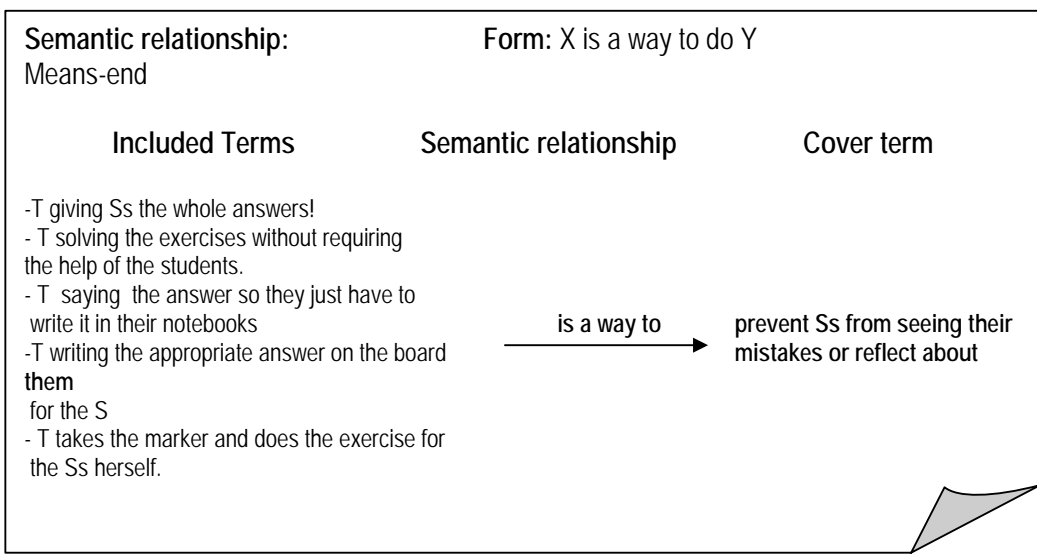 Semantic relationship: Form: X is a way to do Y
Means-end
Included Terms Semantic relationship Cover term
-T giving Ss the whole answers!
- T solving the exercises without requiring
the help of the students.
- T saying the answer so they just have to
write it in their notebooks
-T writing the appropriate answer on the board
them
for the S
- T takes the marker and does the exercise for
the Ss herself.
is a way to
prevent Ss from seeing their
mistakes or reflect about